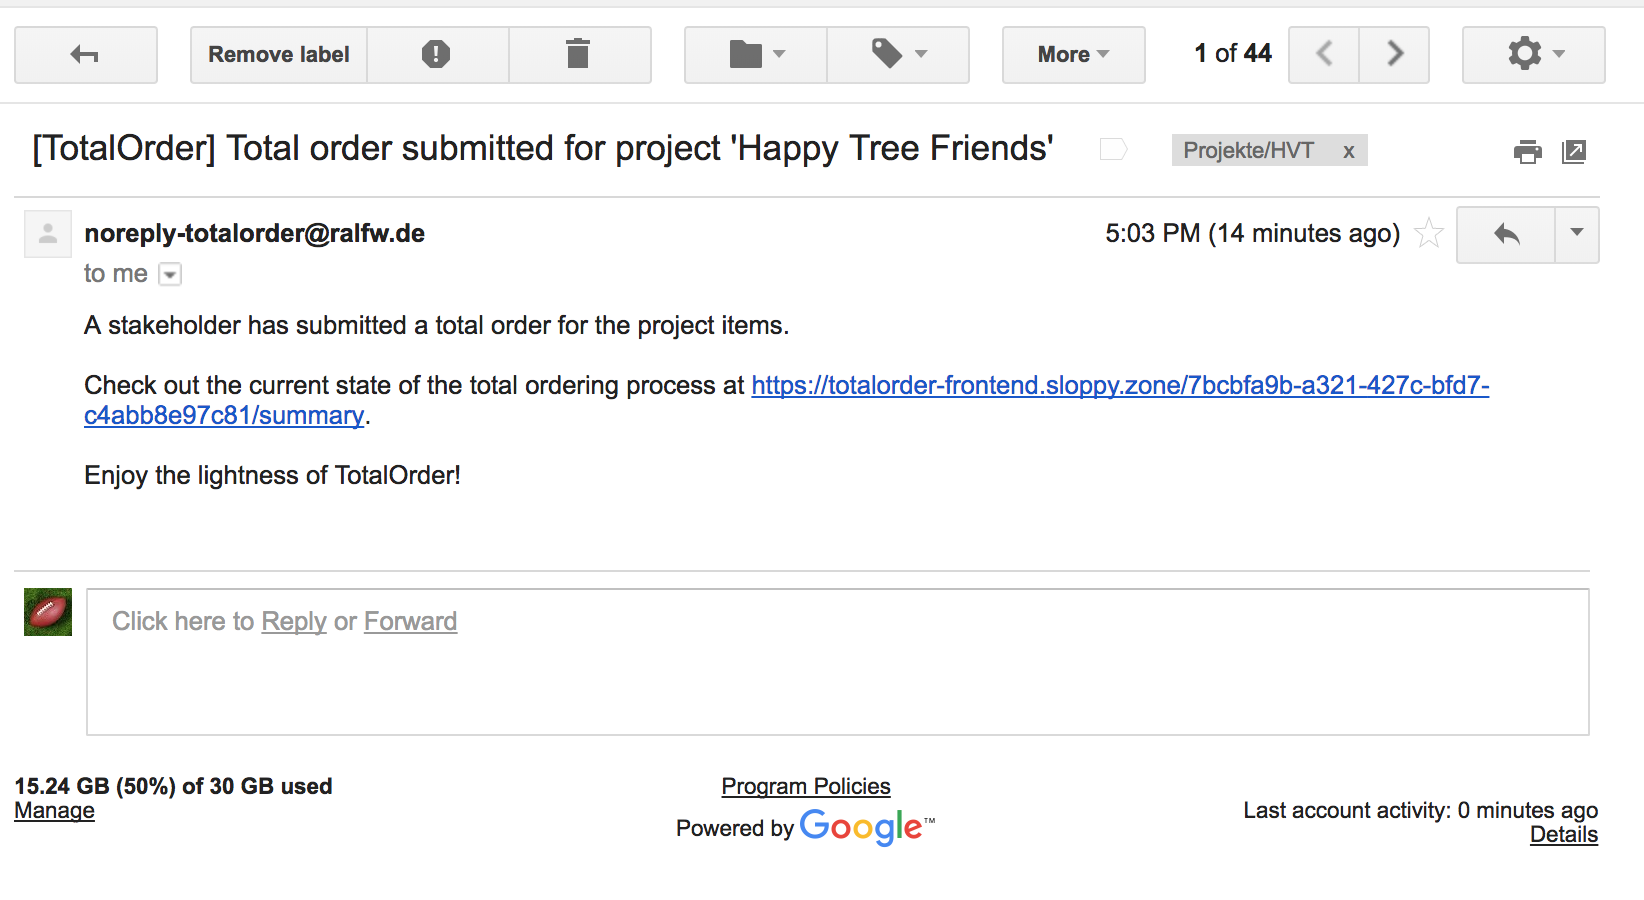 Remove label
More
1 of 44
[TotalOrder] Total order submitted for project 'Happy Tree Friends'
Projekte/HVT x
noreply-totalorder@ralfw.de
5:03 PM (14 minutes ago)
to me
A stakeholder has submitted a total order for the project items.
Check out the current state of the total ordering process at https://totalorder-frontend.sloppy.zone/7bcbfa9b-a321-427c-bfd7-
c4abb8e97c81/summary.
Enjoy the lightness of TotalOrder!
Click here to Reply or Forward
15.24 GB (50%) of 30 GB used
Manage
Program Policies
Powered by Google™
Last account activity: 0 minutes ago
Details